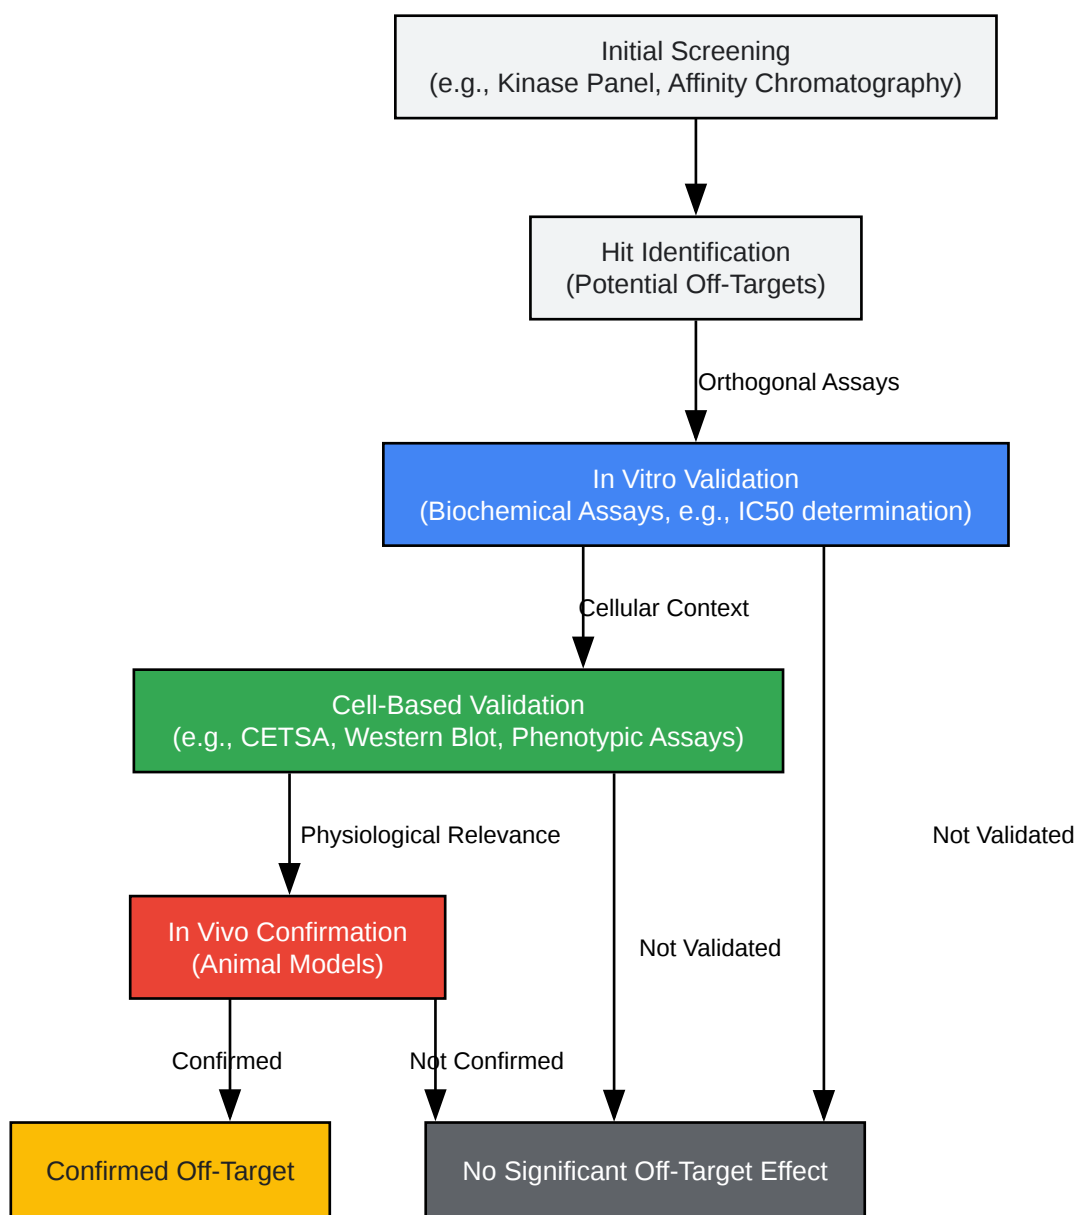 Initial Screening
(e.g., Kinase Panel, Affinity Chromatography)
Hit Identification
(Potential Off-Targets)
Orthogonal Assays
In Vitro Validation
(Biochemical Assays, e.g., IC50 determination)
Cellular Context
Cell-Based Validation
(e.g., CETSA, Western Blot, Phenotypic Assays)
Physiological Relevance
Not Validated
In Vivo Confirmation
(Animal Models)
Not Validated
Confirmed
Not Confirmed
Confirmed Off-Target
No Significant Off-Target Effect